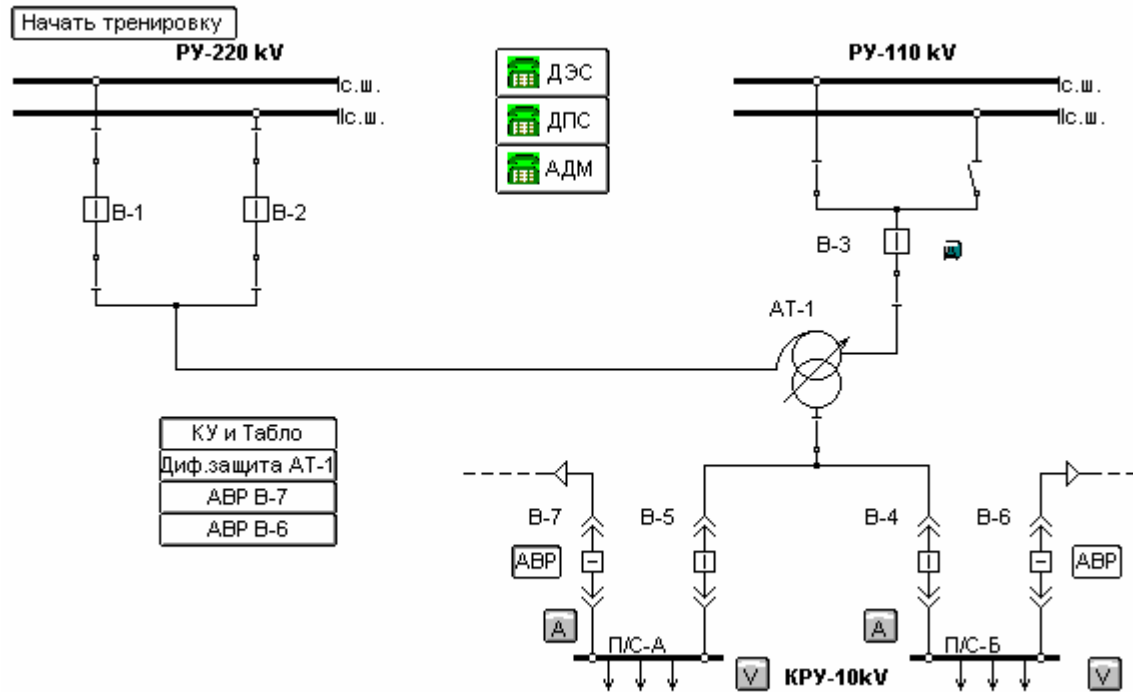 Начать тренировку
РУ-220 kV
РУ-110 kV
Iс.ш.
IIс.ш.
ДЭС
ДПС
АДМ
Iс.ш.
IIс.ш.
В-1
В-2
В-3
АТ-1
КУ и Табло
Диф.защита АТ-1
АВР В-7
АВР В-6
В-7
В-5
В-4
В-6
АВР
АВР
A
A
П/С-А
П/С-Б
V
КРУ-10kV
V